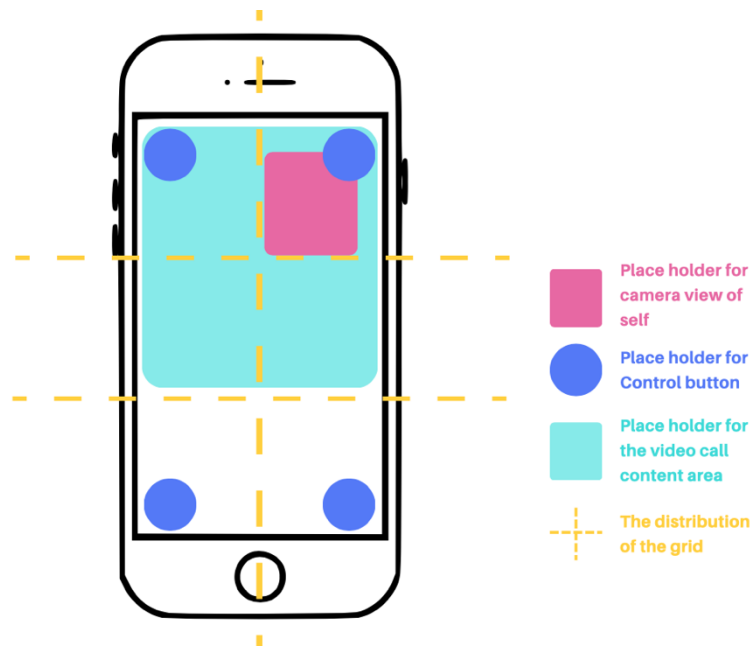 Place holder for
camera view of
self
Place holder for
Control button
Place holder for
the video call
content area
The distribution
of the grid